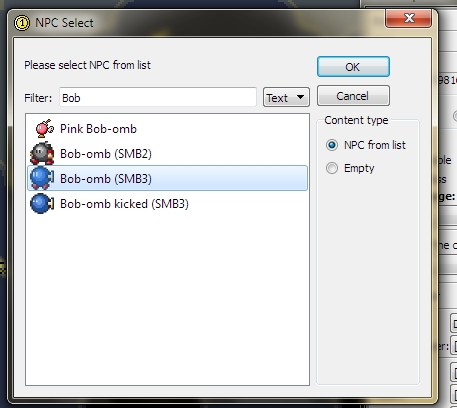 NPC Select
Please select NPC from list
OK
Filter: Bob Text
Cancel
Content type
Pink Bob-omb
NPC from list
Bob-omb (SMB2)
Empty
Bob-omb (SMB3)
Bob-omb kicked (SMB3)